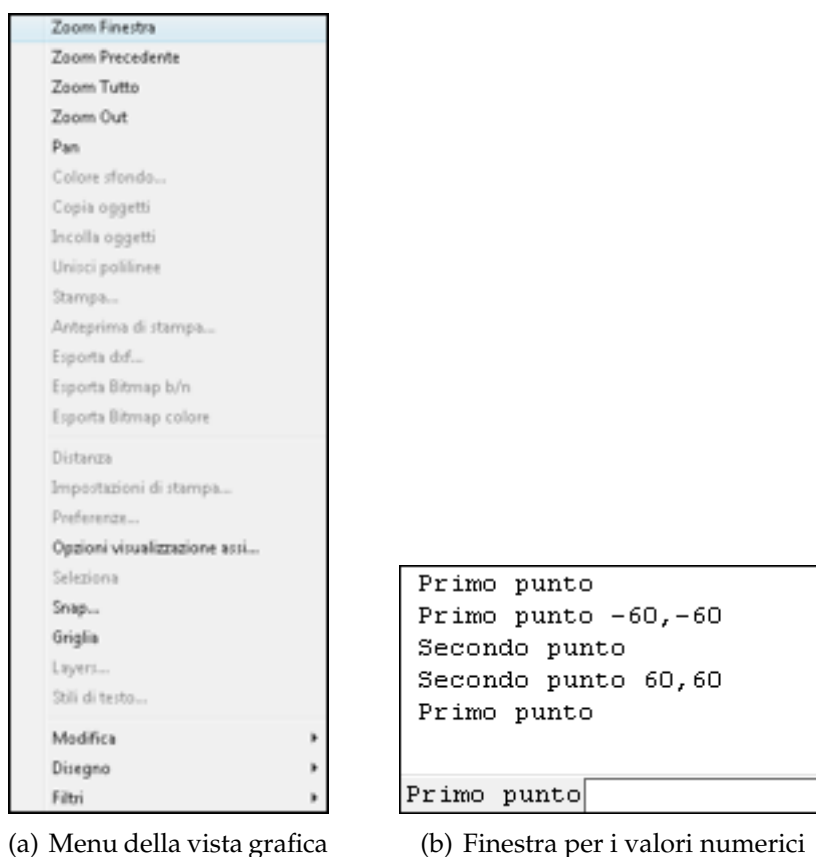 Zoom Finestra
Zoom Precedente
Zoom Tutto
Zoom Out
Pan
Colore sfondo...
Copia oggetti
Incolla oggetti
Unisci polilinee
Stampa...
Anteprima di stampa...
Esporta dxf...
Esporta Bitmap b/n
Esporta Bitmap colore
Distanza
Impostazioni di stampa...
Preferenze...
Opzioni visualizzazione assi...
Seleziona
Snap...
Griglia
Layers...
Stili di testo...
Modifica
Disegno
Filtri
(a) Menu della vista grafica
Primo punto
Primo punto -60,-60
Secondo punto
Secondo punto 60,60
Primo punto
Primo punto
(b) Finestra per i valori numerici